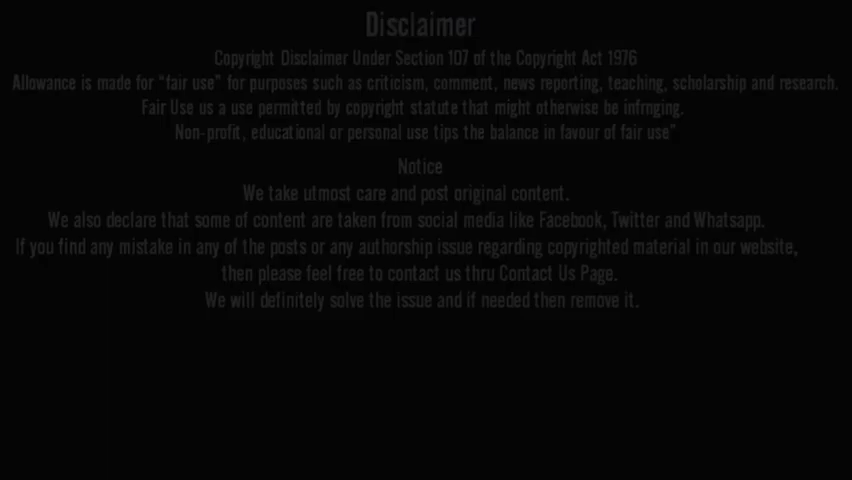 Disclaimer
Copyright Disclaimer Under Section 107 of the Copyright Act 1976
Allowance is made for "fair use" for purposes such as criticism, comment, news reporting, teaching, scholarship and research.
Fair Use us a use permitted by copyright statute that might otherwise be infrnging.
Non-profit, educational or personal use tips the balance in favour of fair use"
Notice
We take utmost care and post original content.
We also declare that some of content are taken from social media like Facebook, Twitter and Whatsapp.
If you find any mistake in any of the posts or any authorship issue regarding copyrighted material in our website,
then please feel free to contact us thru Contact Us Page.
We will definitely solve the issue and if needed then remove it.